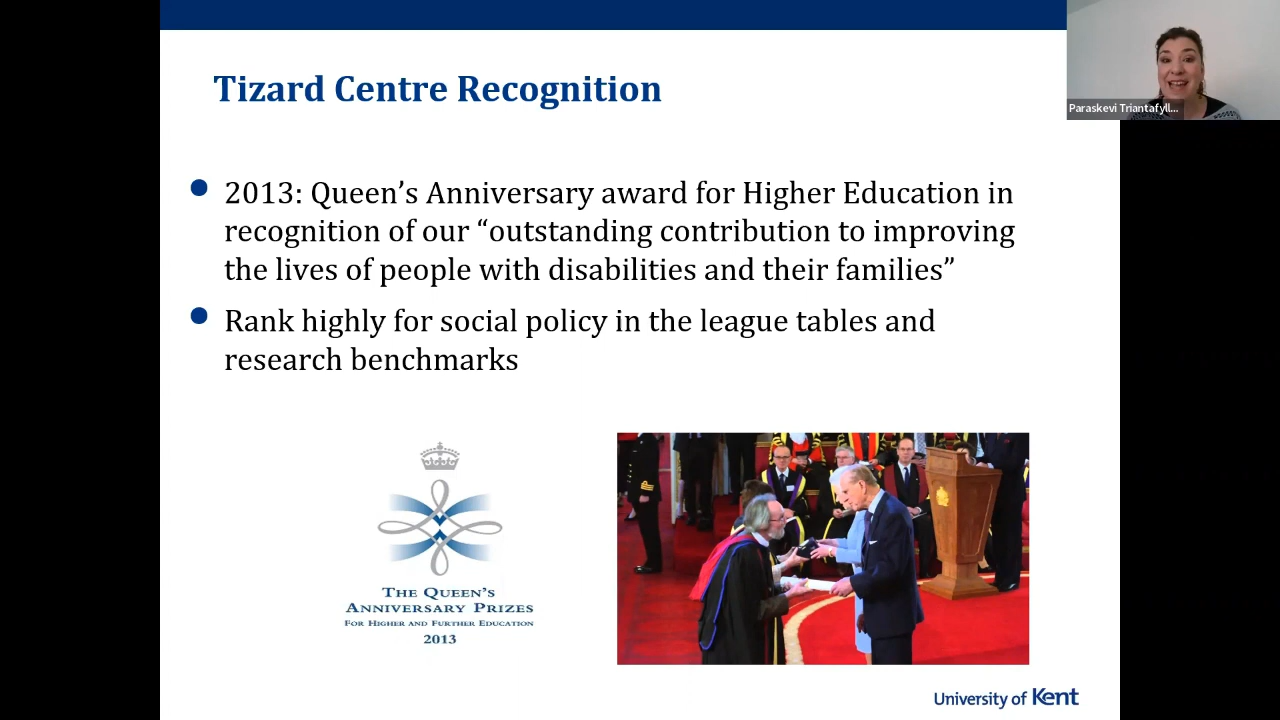 Tizard Centre Recognition
Paraskevi Triantafyll...
2013: Queen’s Anniversary award for Higher Education in
recognition of our “outstanding contribution to improving
the lives of people with disabilities and their families”
Rank highly for social policy in the league tables and
research benchmarks
The Queen’s
Anniversary Prizes
For Higher and Further Education
2013
University of Kent